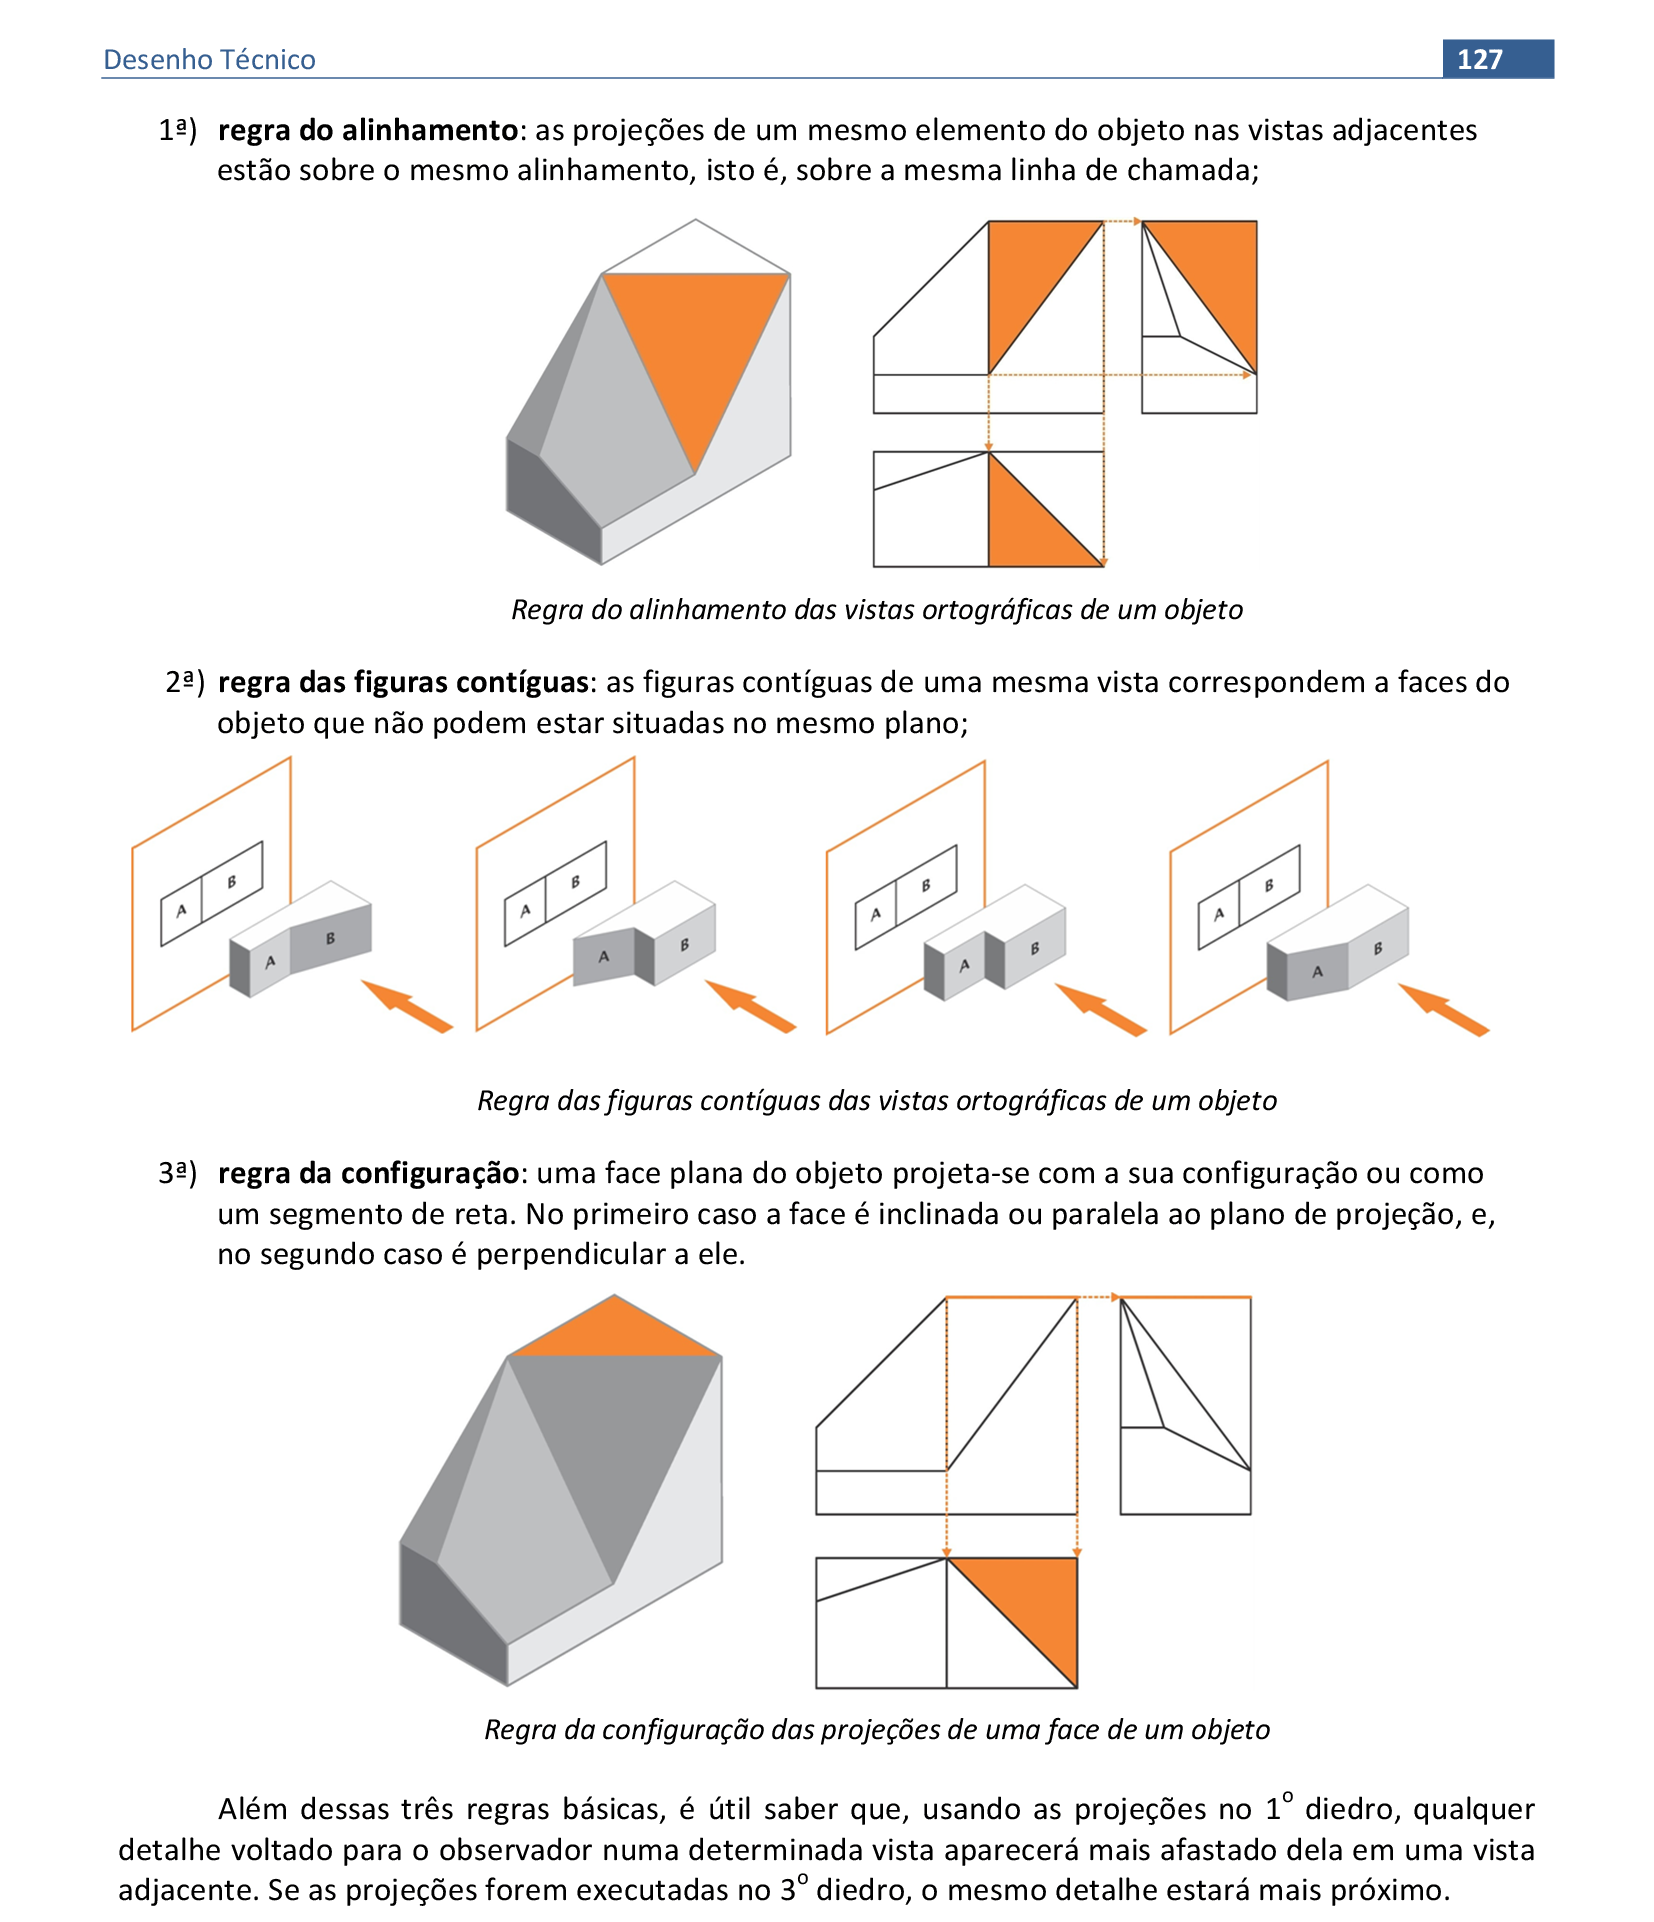 Desenho Técnico 127
1ª) regra do alinhamento: as projeções de um mesmo elemento do objeto nas vistas adjacentes
estão sobre o mesmo alinhamento, isto é, sobre a mesma linha de chamada;
Regra do alinhamento das vistas ortográficas de um objeto
2ª) regra das figuras contíguas: as figuras contíguas de uma mesma vista correspondem a faces do
objeto que não podem estar situadas no mesmo plano;
A B A B A B A B
A B A B A B A B
Regra das figuras contíguas das vistas ortográficas de um objeto
3ª) regra da configuração: uma face plana do objeto projeta-se com a sua configuração ou como
um segmento de reta. No primeiro caso a face é inclinada ou paralela ao plano de projeção, e,
no segundo caso é perpendicular a ele.
Regra da configuração das projeções de uma face de um objeto
Além dessas três regras básicas, é útil saber que, usando as projeções no 1º diedro, qualquer
detalhe voltado para o observador numa determinada vista aparecerá mais afastado dela em uma vista
adjacente. Se as projeções forem executadas no 3º diedro, o mesmo detalhe estará mais próximo.